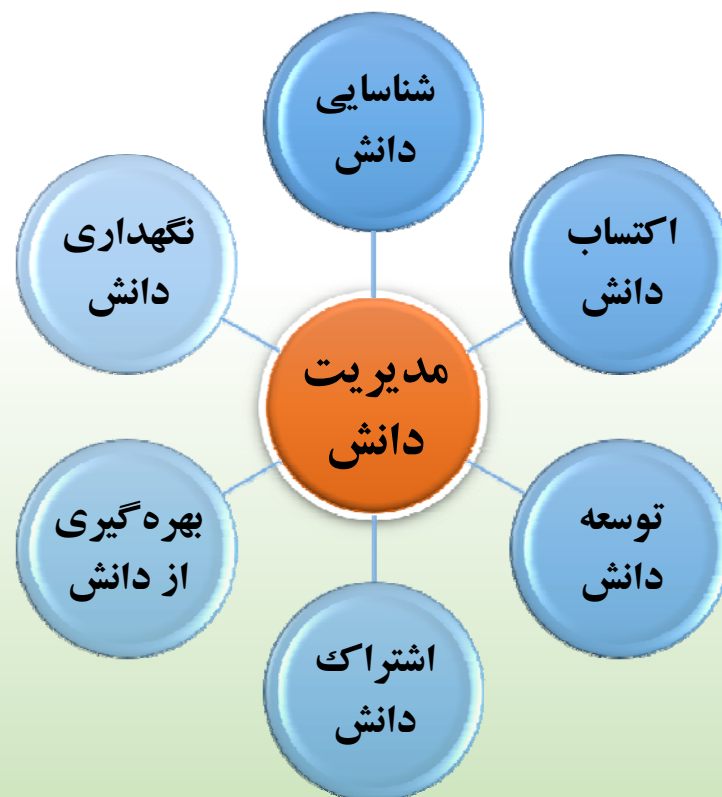 شناسایی
دانش
اکتساب
دانش
توسعه
دانش
اشتراک
دانش
بهره‌گیری
از دانش
نگهداری
دانش
مدیریت
دانش